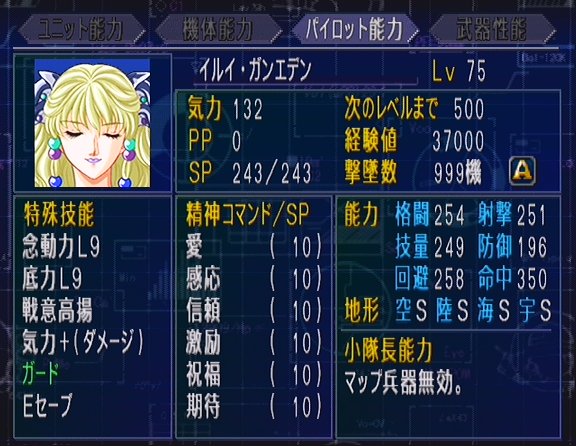 ユニット能力 機体能力 パイロット能力 武器性能
イルイ・ガンエデン Lv 75
気力 132 次のレベルまで 500
PP 0 経験値 37000
SP 243/243 撃墜数 999機 A
特殊技能 精神コマンド/SP 能力 格闘 254 射撃 251
念動力L9 愛 ( 10) 技量 249 防御 196
底力L9 感応 ( 10) 回避 258 命中 350
戦意高揚 信頼 ( 10) 地形 空S 陸S 海S 宇S
気力+(ダメージ) 激励 ( 10) 小隊長能力
ガード 祝福 ( 10) マップ兵器無効。
Eセーブ 期待 ( 10)